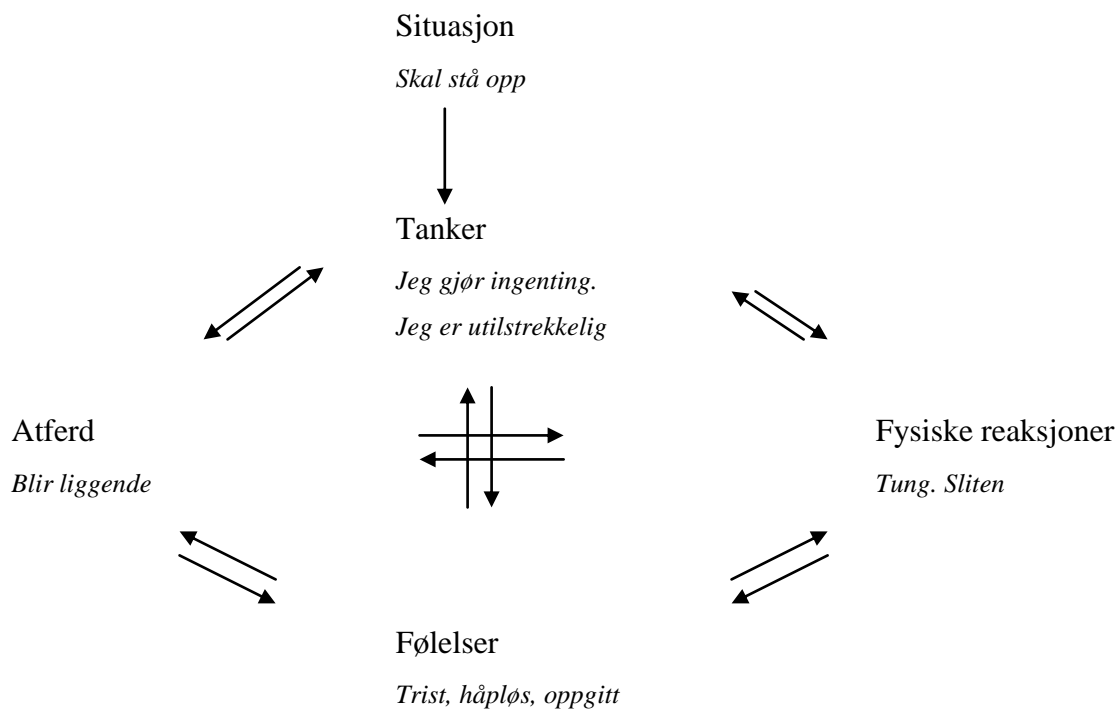 Situasjon
Skal stå opp
Tanker
Jeg gjør ingenting.
Jeg er utilstrekkelig
Atferd
Blir liggende
Fysiske reaksjoner
Tung. Sliten
Følelser
Trist, håpløs, oppgitt